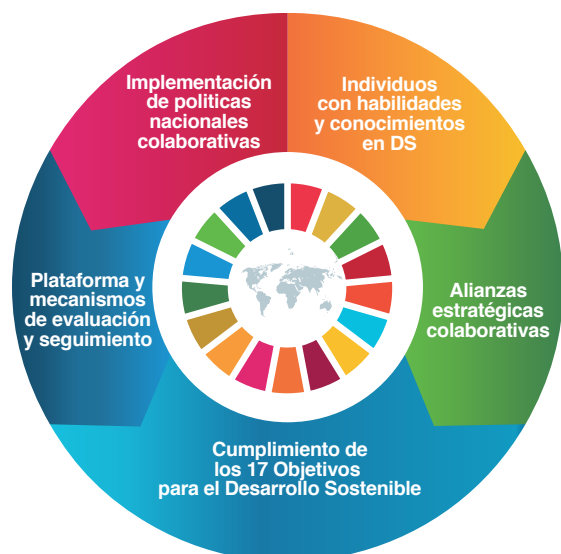 Implementación
de politicas
nacionales
colaborativas
Individuos
con habilidades
y conocimientos
en DS
Alianzas
estratégicas
colaborativas
Cumplimiento de
los 17 Objetivos
para el Desarrollo Sostenible
Plataforma y
mecanismos
de evaluación
y seguimiento